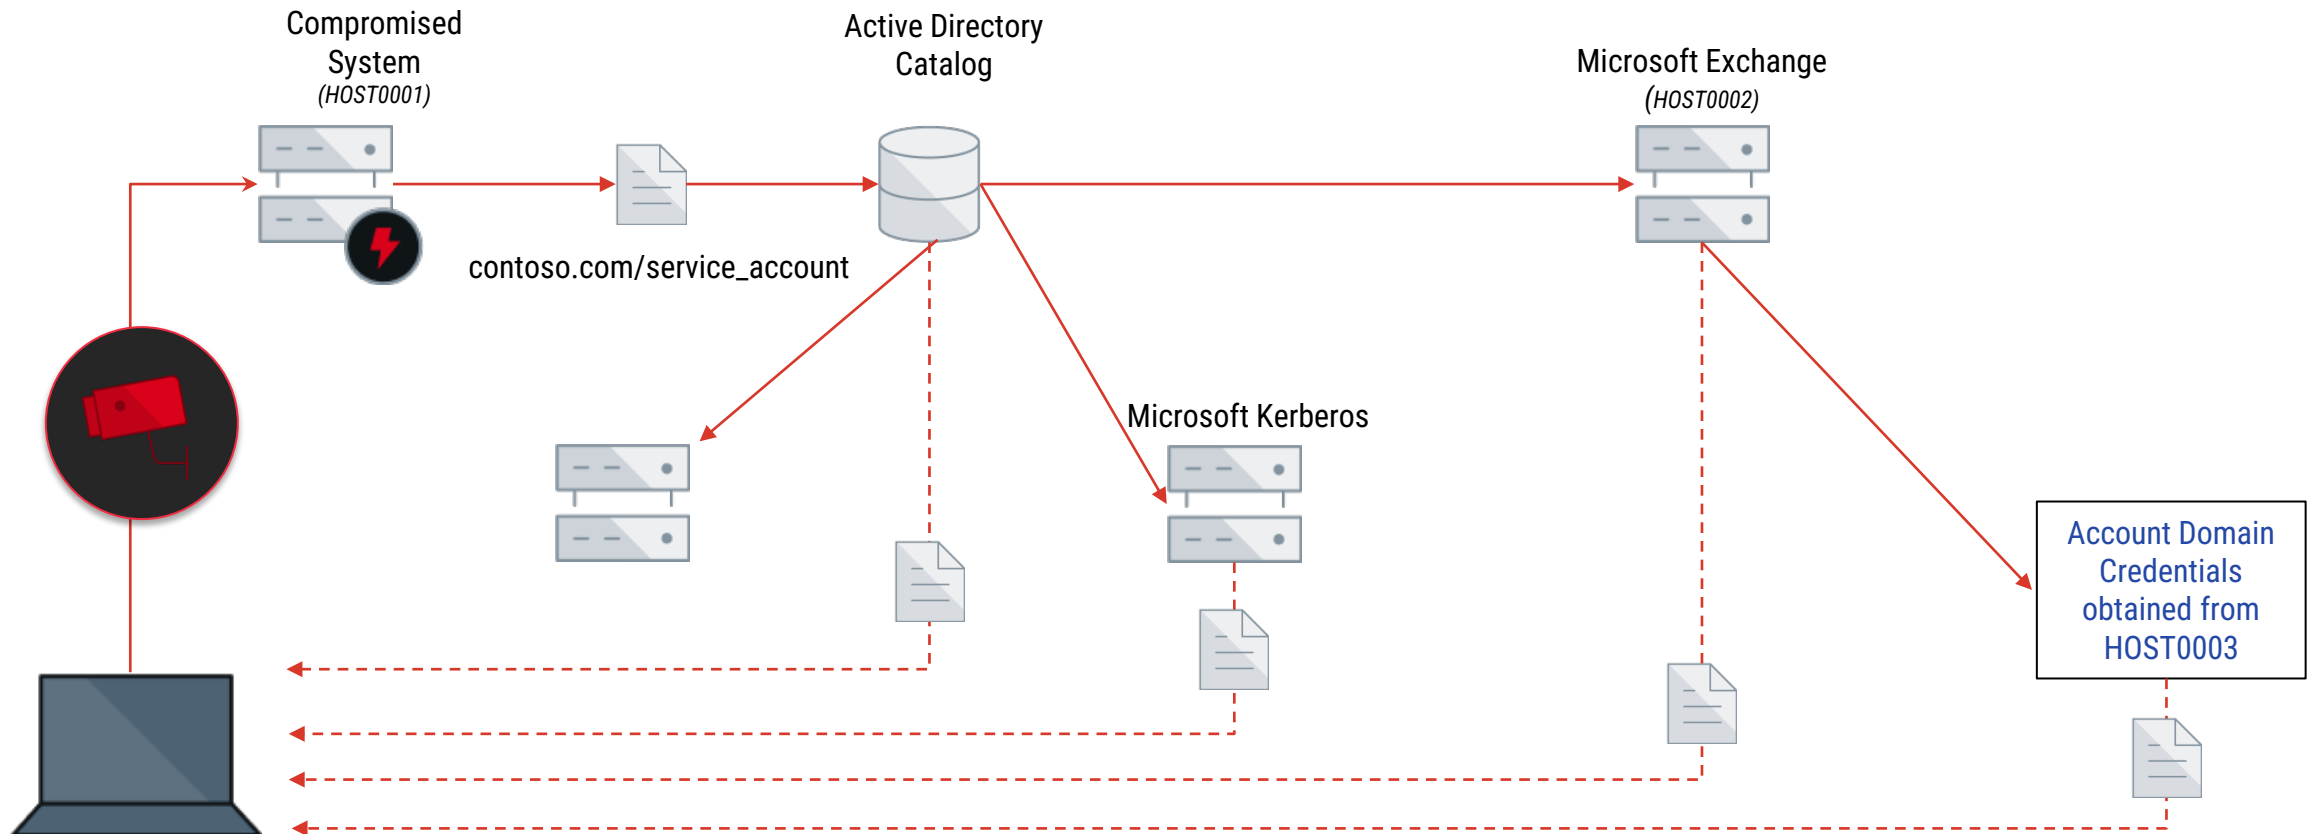 Compromised
System
(HOST0001)
Active Directory
Catalog
Microsoft Exchange
(HOST0002)
contoso.com/service_account
Microsoft Kerberos
Account Domain
Credentials
obtained from
HOST0003